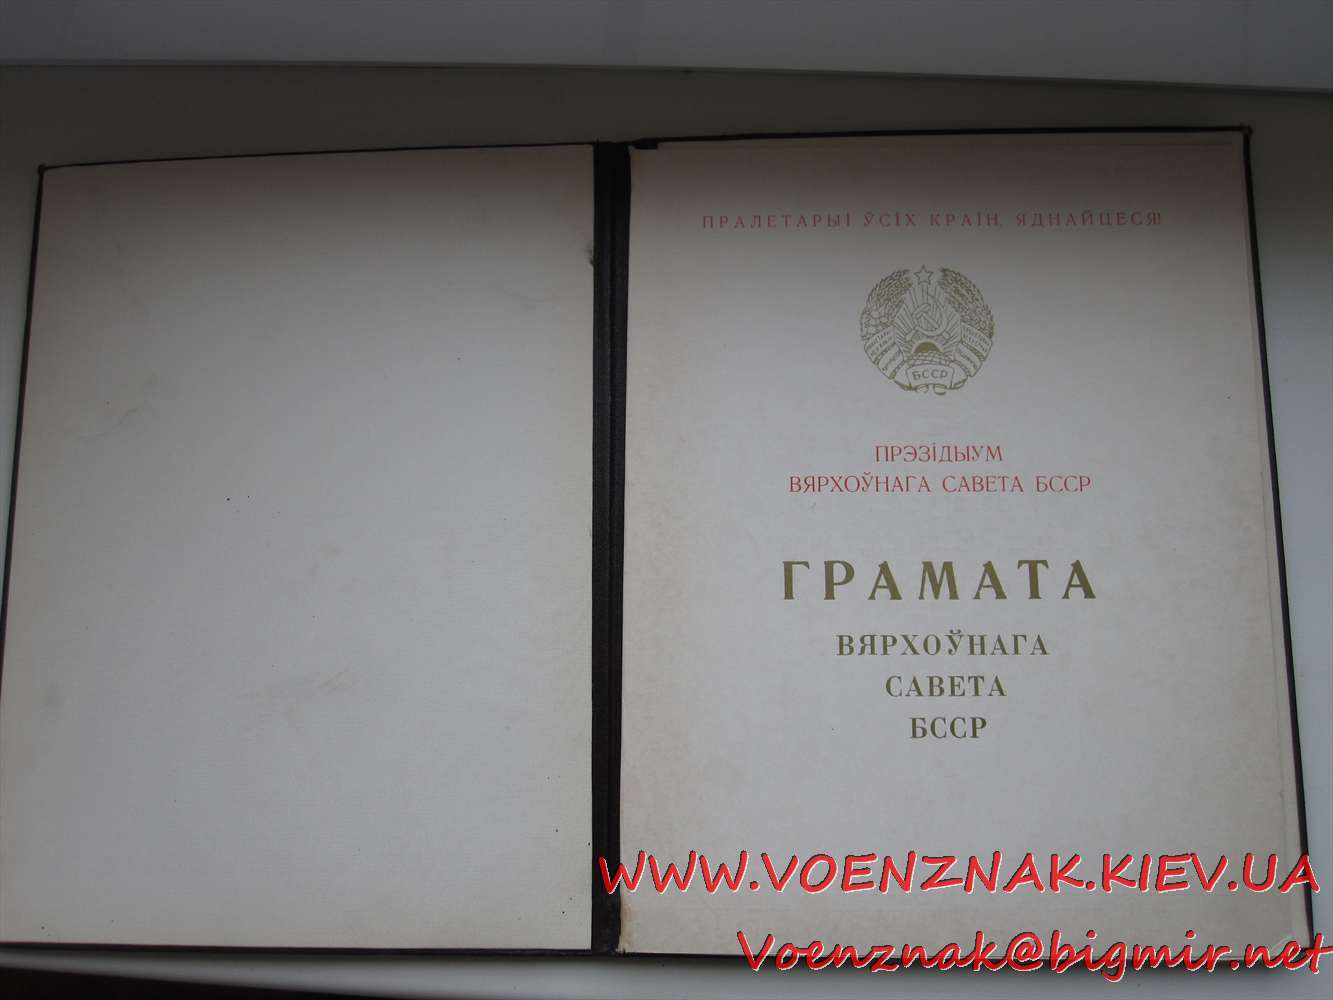 ПРАЛЕТАРЫІ ЎСІХ КРАІН, ЯДНАЙЦЕСЯ!
БССР
ПРЭЗІДЫУМ
ВЯРХОЎНАГА САВЕТА БССР
ГРАМАТА
ВЯРХОЎНАГА
САВЕТА
БССР
WWW.VOENZNAK.KIEV.UA
Voenznak@bigmir.net